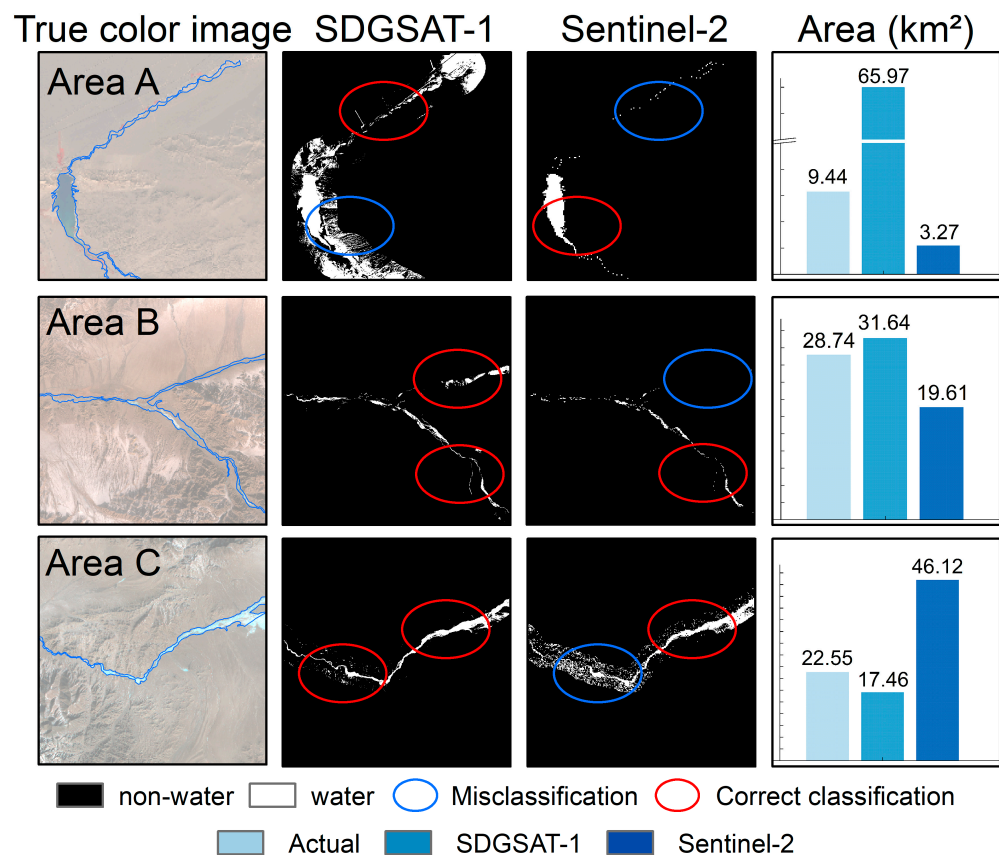 True color image SDGSAT-1 Sentinel-2 Area (km²)
Area A
65.97
9.44
3.27
Area B
28.74
31.64
19.61
Area C
46.12
22.55
17.46
non-water water Misclassification Correct classification
Actual SDGSAT-1 Sentinel-2